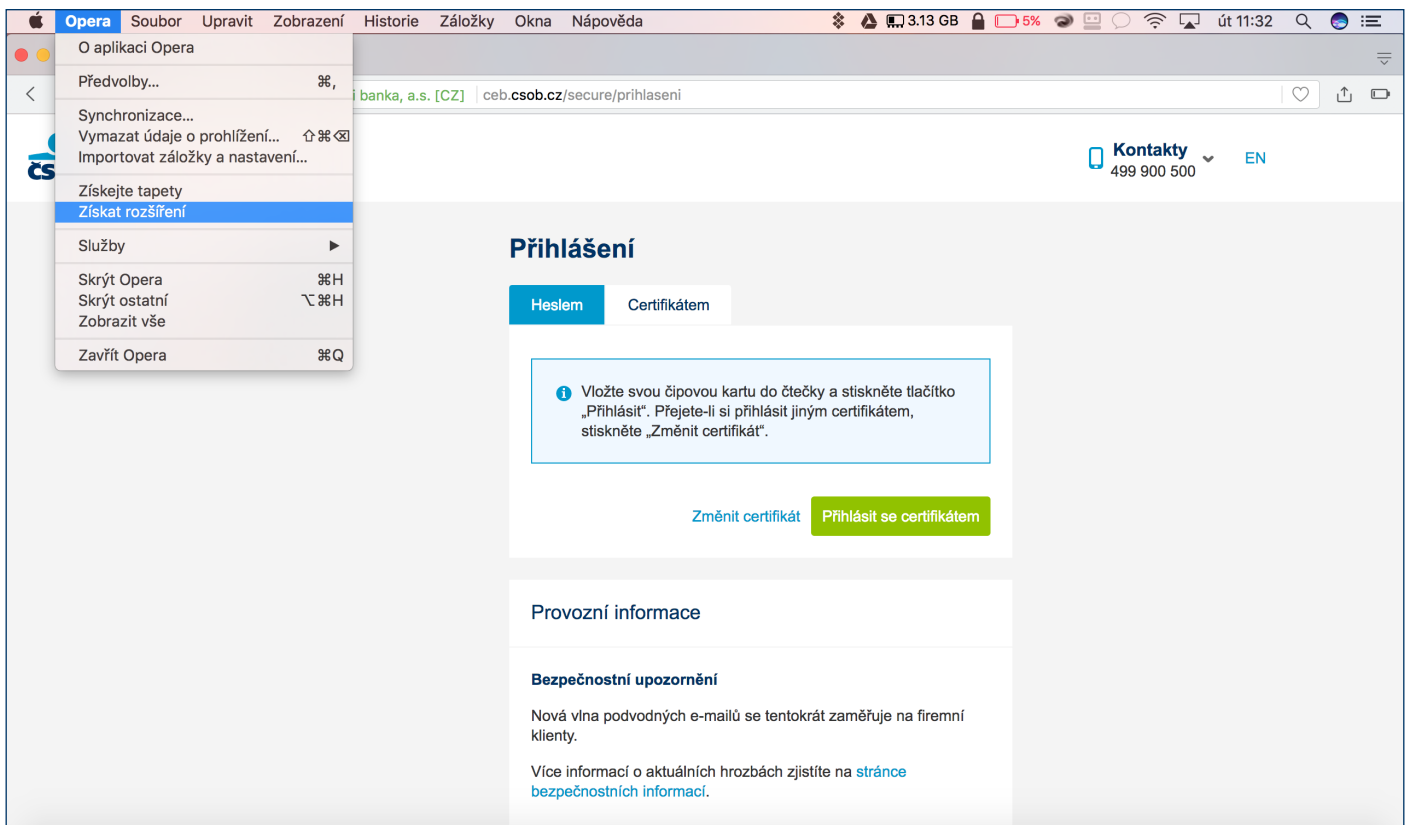 Opera Soubor Upravit Zobrazení Historie Záložky Okna Nápověda 3.13 GB 5% út 11:32
O aplikaci Opera
Předvolby... ⌘,
Synchronizace...
Vymazat údaje o prohlížení... ⇧⌘⌫
Importovat záložky a nastavení...
Získejte tapety
Získat rozšíření
Služby
Skrýt Opera ⌘H
Skrýt ostatní ⌥⌘H
Zobrazit vše
Zavřít Opera ⌘Q
i banka, a.s. [CZ] ceb.csob.cz/secure/prihlaseni
ČS
Kontakty
499 900 500
EN
Přihlášení
Heslem Certifikátem
Vložte svou čipovou kartu do čtečky a stiskněte tlačítko
„Přihlásit“. Přejete-li si přihlásit jiným certifikátem,
stiskněte „Změnit certifikát“.
Změnit certifikát Přihlásit se certifikátem
Provozní informace
Bezpečnostní upozornění
Nová vlna podvodných e-mailů se tentokrát zaměřuje na firemní
klienty.
Více informací o aktuálních hrozbách zjistíte na stránce
bezpečnostních informací.